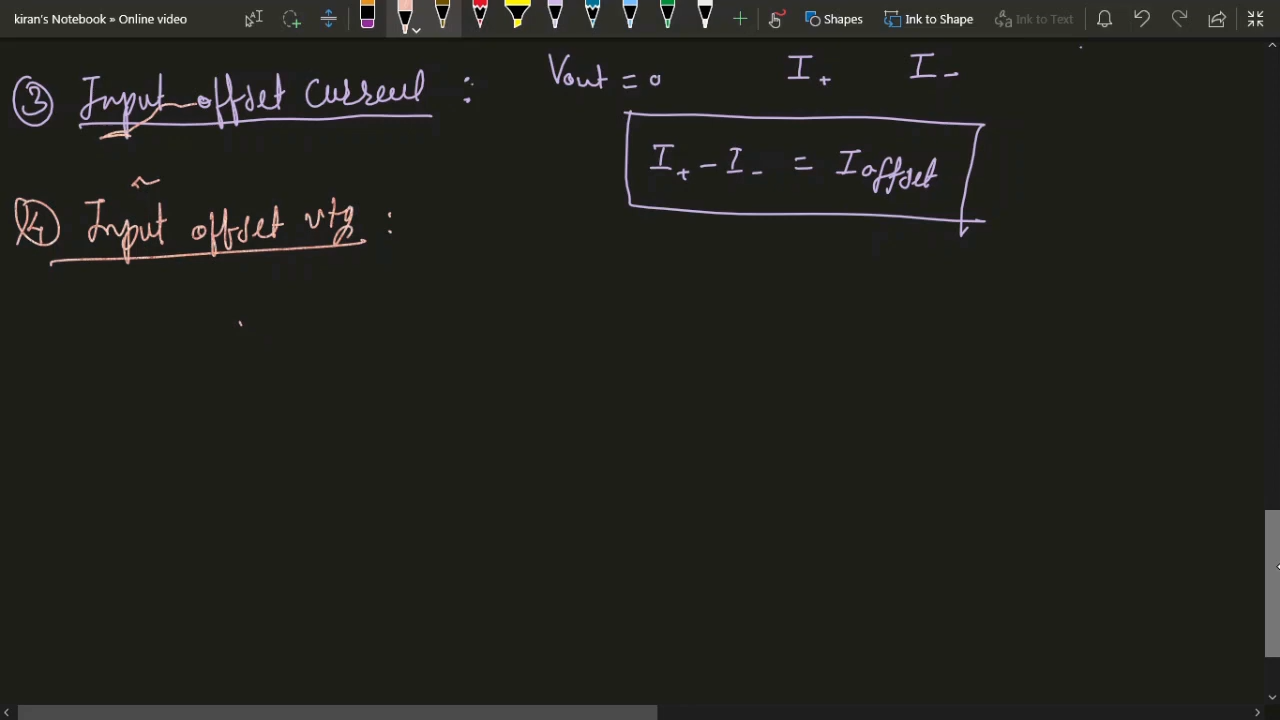 kiran's Notebook » Online video
Shapes
Ink to Shape
Ink to Text
③ Input offset current :
Vout = 0 I+ I-
I+ - I- = Ioffset
④ Input offset vtg :